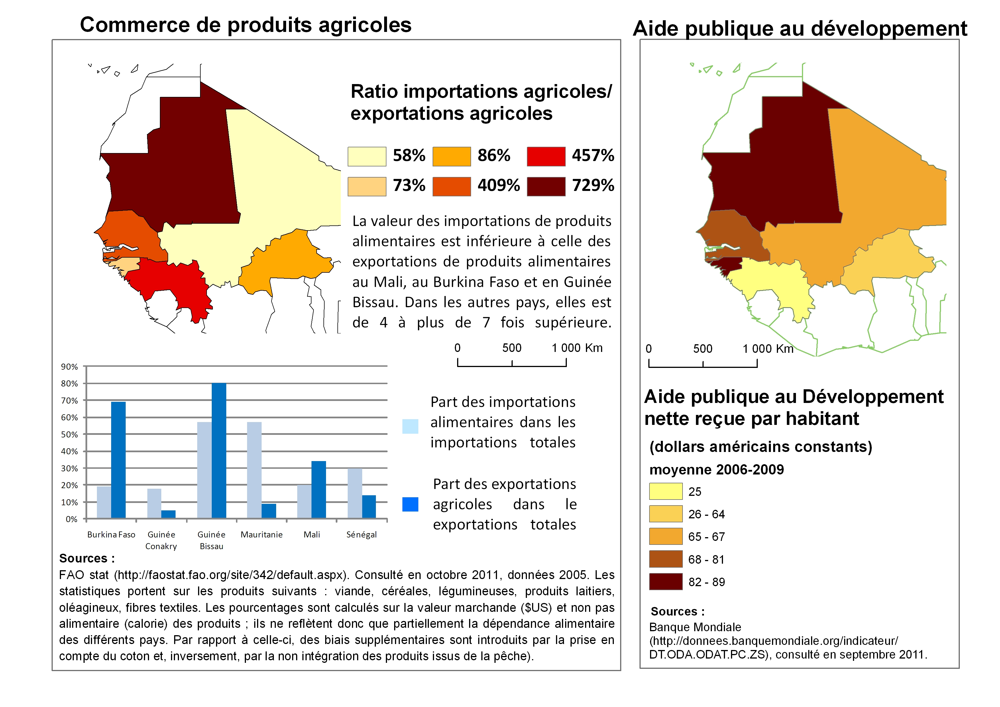 Commerce de produits agricoles
Ratio importations agricoles/
exportations agricoles
58%
86%
457%
73%
409%
729%
La valeur des importations de produits
alimentaires est inférieure à celle des
exportations de produits alimentaires
au Mali, au Burkina Faso et en Guinée
Bissau. Dans les autres pays, elles est
de 4 à plus de 7 fois supérieure.
0 500 1 000 Km
90%
80%
70%
60%
50%
40%
30%
20%
10%
0%
Burkina Faso
Guinée
Conakry
Guinée
Bissau
Mauritanie
Mali
Sénégal
Part des importations
alimentaires dans les
importations totales
Part des exportations
agricoles dans le
exportations totales
Sources :
FAO stat (http://faostat.fao.org/site/342/default.aspx). Consulté en octobre 2011, données 2005. Les
statistiques portent sur les produits suivants : viande, céréales, légumineuses, produits laitiers,
oléagineux, fibres textiles. Les pourcentages sont calculés sur la valeur marchande ($US) et non pas
alimentaire (calorie) des produits ; ils ne reflètent donc que partiellement la dépendance alimentaire
des différents pays. Par rapport à celle-ci, des biais supplémentaires sont introduits par la prise en
compte du coton et, inversement, par la non intégration des produits issus de la pêche).
Aide publique au développement
0 500 1 000 Km
Aide publique au Développement
nette reçue par habitant
(dollars américains constants)
moyenne 2006-2009
25
26 - 64
65 - 67
68 - 81
82 - 89
Sources :
Banque Mondiale
(http://donnees.banquemondiale.org/indicateur/
DT.ODA.ODAT.PC.ZS), consulté en septembre 2011.